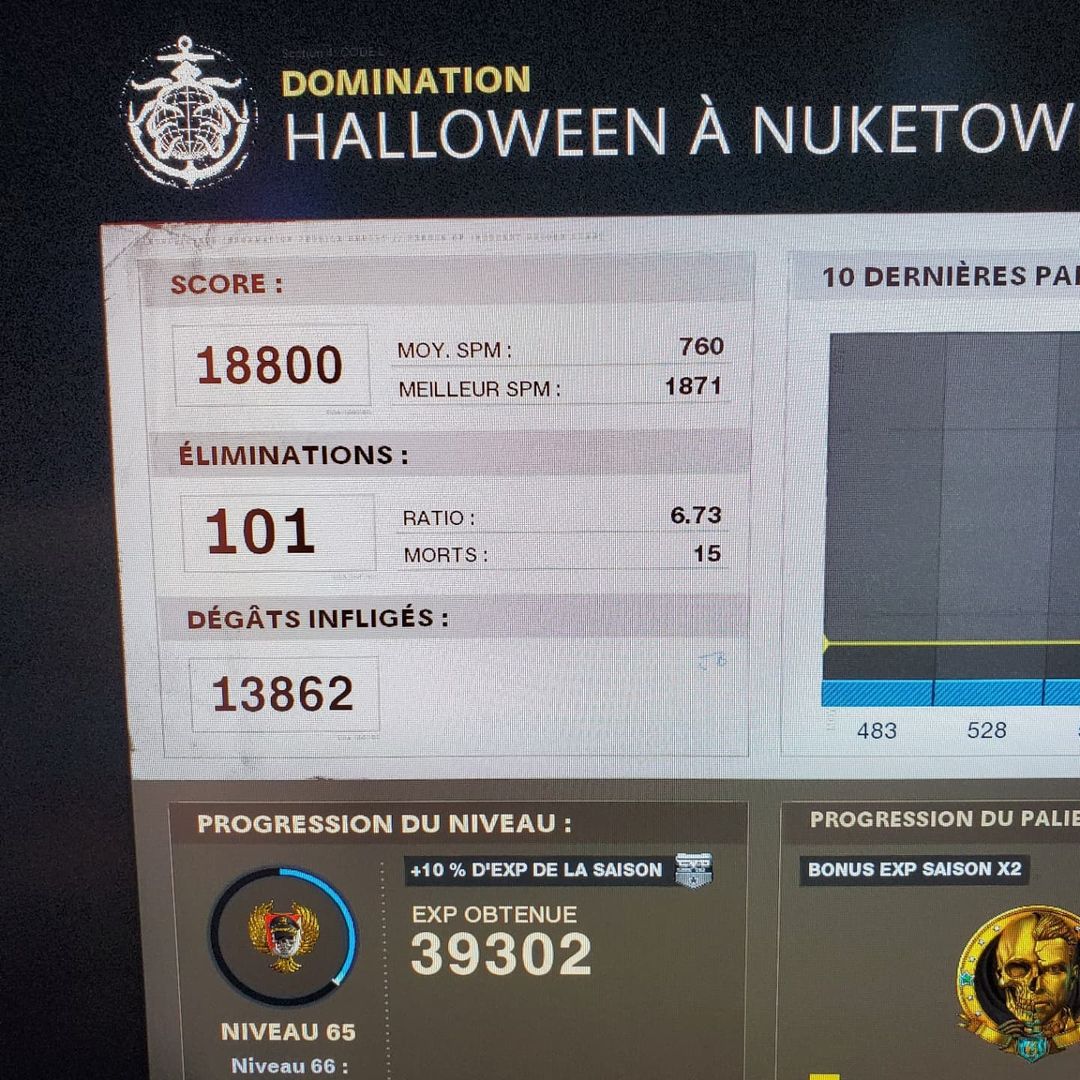 DOMINATION
HALLOWEEN À NUKETOW
SCORE :
18800
MOY. SPM : 760
MEILLEUR SPM : 1871
ÉLIMINATIONS :
101
RATIO : 6.73
MORTS : 15
DÉGÂTS INFLIGÉS :
13862
10 DERNIÈRES PA
483 528
PROGRESSION DU NIVEAU :
+10 % D'EXP DE LA SAISON
EXP OBTENUE
39302
NIVEAU 65
Niveau 66 :
PROGRESSION DU PALIE
BONUS EXP SAISON X2